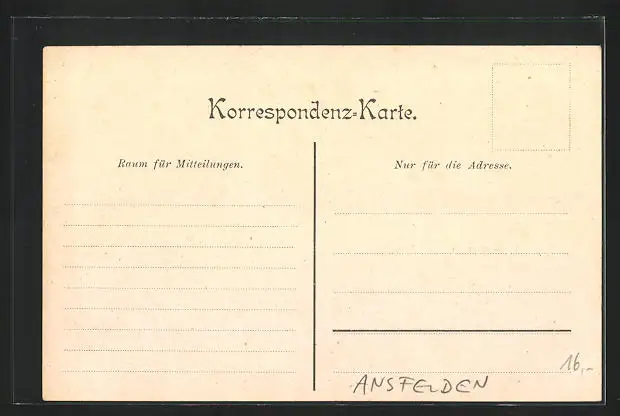 Korrespondenz-Karte.
Raum für Mitteilungen.
Nur für die Adresse.
16,-
ANSFELDEN